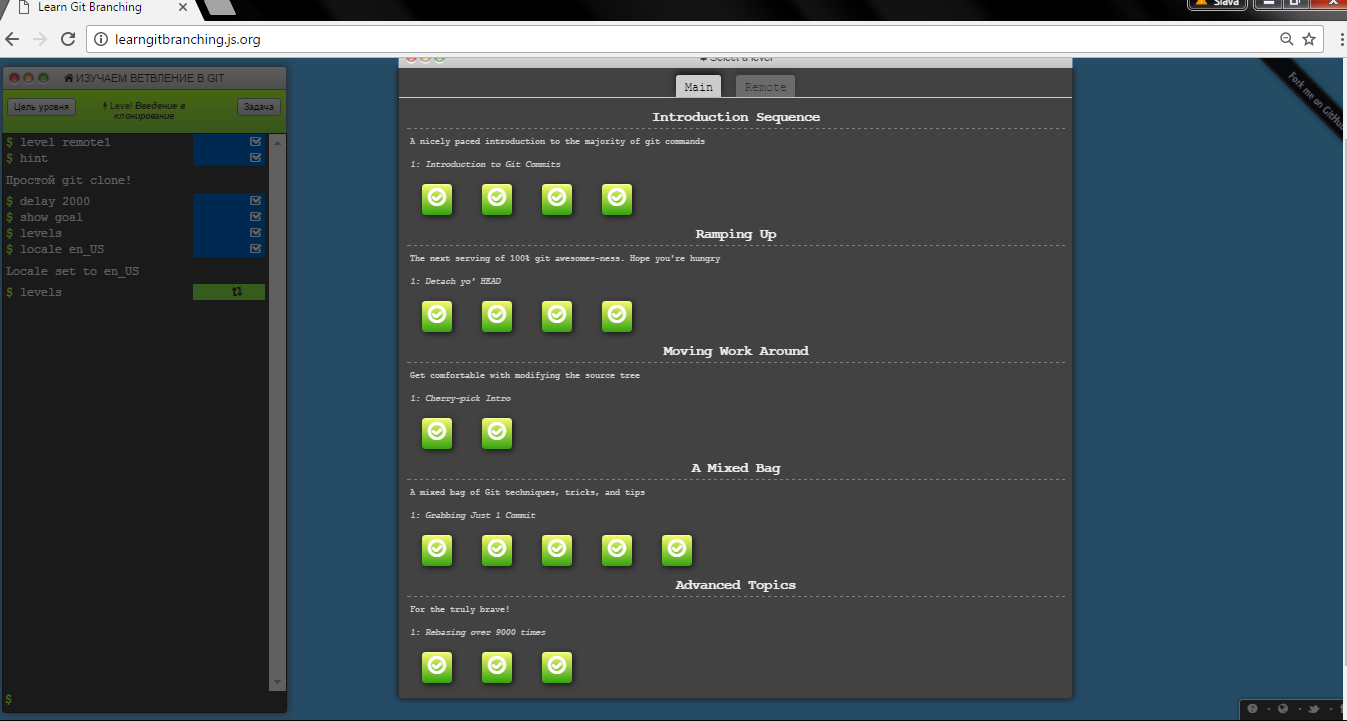 Learn Git Branching
Slava
learngitbranching.js.org
ИЗУЧАЕМ ВЕТВЛЕНИЕ В GIT
Цель уровня
Level Введение в
клонирование
Задача
$ level remote1
$ hint
Простой git clone!
$ delay 2000
$ show goal
$ levels
$ locale en_US
Locale set to en_US
$ levels
$
Select a level
Main
Remote
Introduction Sequence
A nicely paced introduction to the majority of git commands
1: Introduction to Git Commits
Ramping Up
The next serving of 100% git awesomes-ness. Hope you're hungry
1: Detach yo' HEAD
Moving Work Around
Get comfortable with modifying the source tree
1: Cherry-pick Intro
A Mixed Bag
A mixed bag of Git techniques, tricks, and tips
1: Grabbing Just 1 Commit
Advanced Topics
For the truly brave!
1: Rebasing over 9000 times
Fork me on GitHub